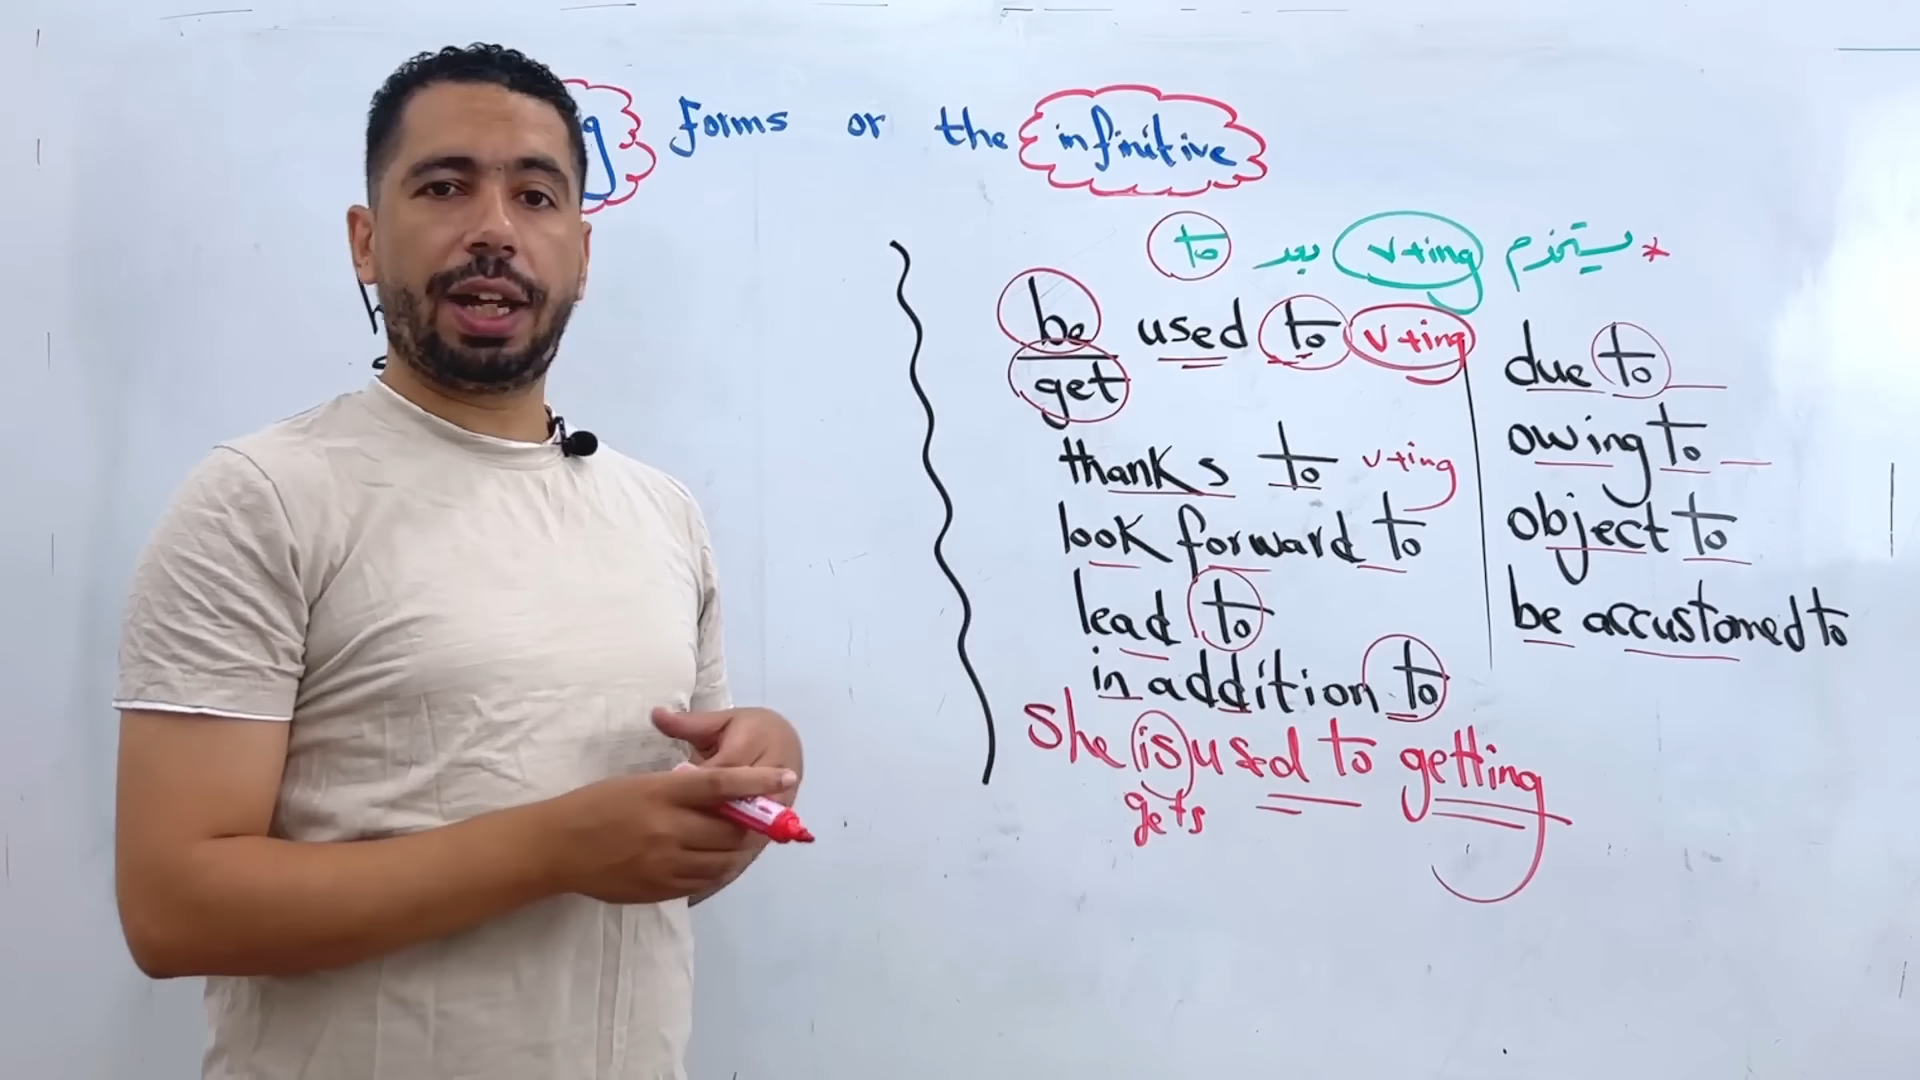 g forms or the infinitive
* يستخدم v+ing بعد to
be used to v+ing
get
thanks to v+ing
look forward to
lead to
in addition to
due to
owing to
object to
be accustomed to
She is used to getting
gets